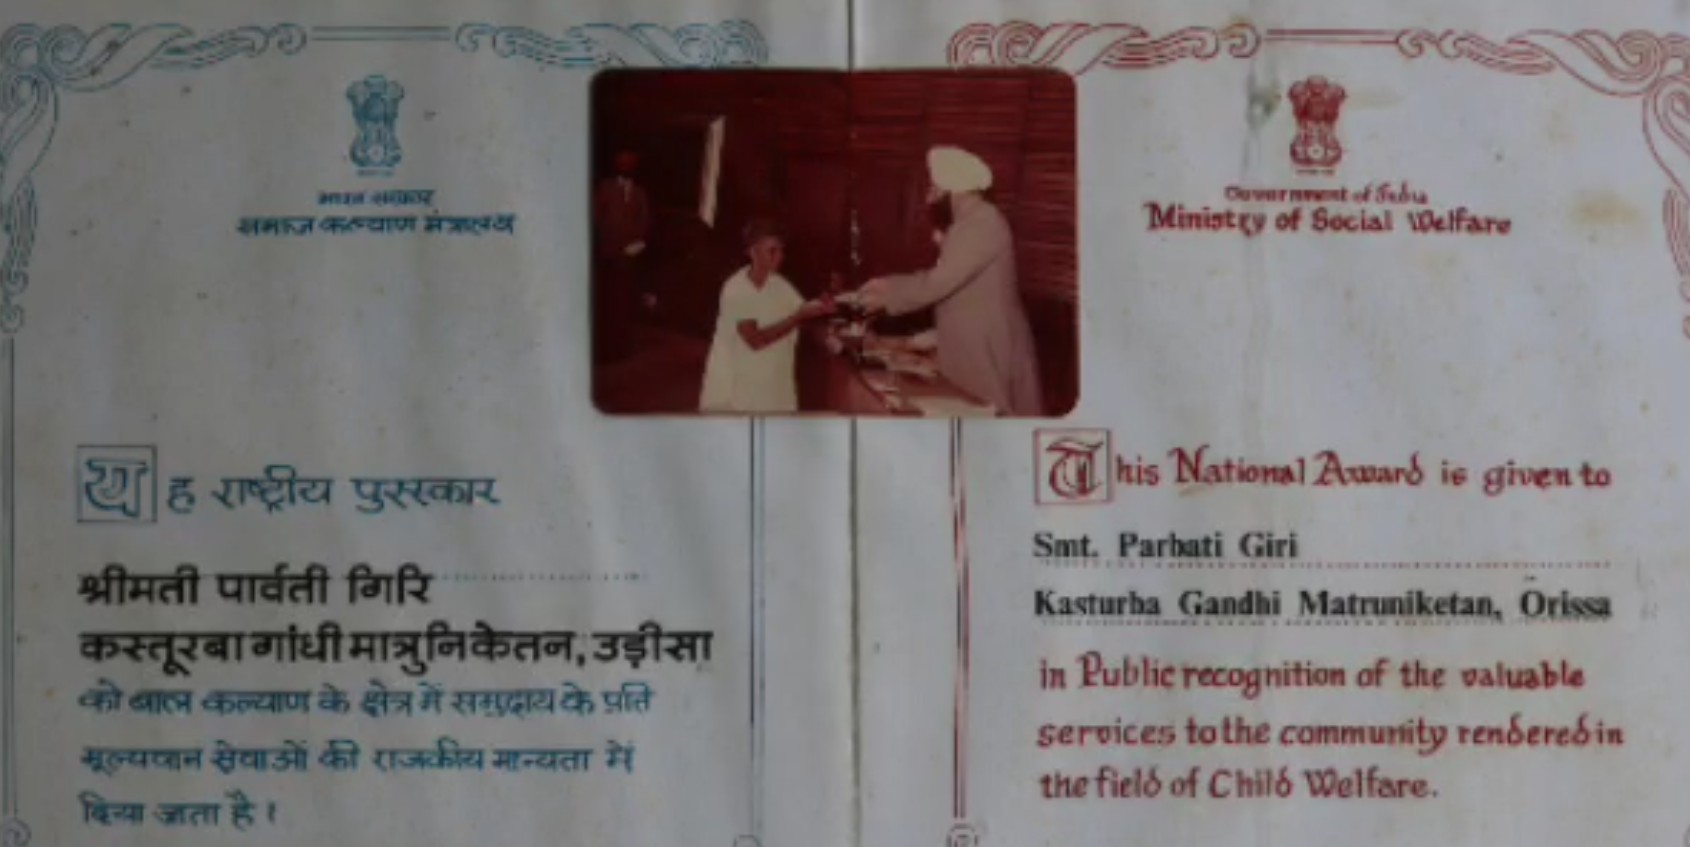 भारत सरकार
समाज कल्याण मंत्रालय
यह राष्ट्रीय पुरस्कार
श्रीमती पार्वती गिरि
कस्तूरबा गांधी मात्रुनिकेतन, उड़ीसा
को बाल कल्याण के क्षेत्र में समुदाय के प्रति
मूल्यवान सेवाओं की राजकीय मान्यता में
दिया जाता है।
Government of India
Ministry of Social Welfare
This National Award is given to
Smt. Parbati Giri
Kasturba Gandhi Matruniketan, Orissa
in Public recognition of the valuable
services to the community rendered in
the field of Child Welfare.